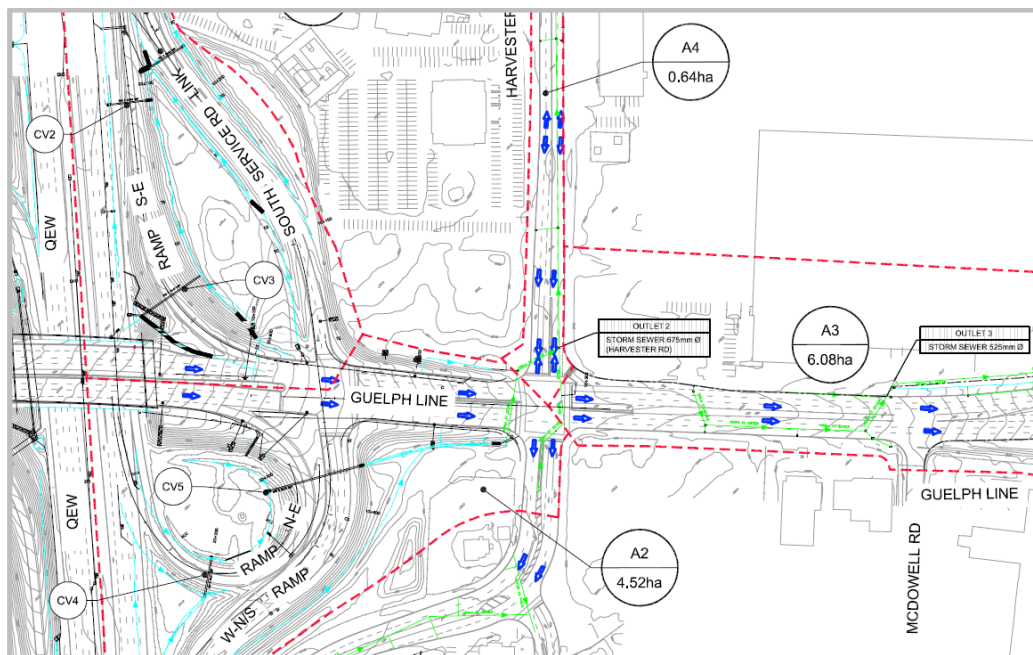 HARVESTER
A4
0.64ha
CV2
SOUTH SERVICE RD -LINK
QEW
RAMP S-E
CV3
OUTLET 2
STORM SEWER 675mm Ø
(HARVESTER RD)
A3
6.08ha
OUTLET 3
STORM SEWER 525mm Ø
GUELPH LINE
CV5
GUELPH LINE
QEW
RAMP N-E
A2
4.52ha
CV4
W-N/S RAMP
MCDOWELL RD